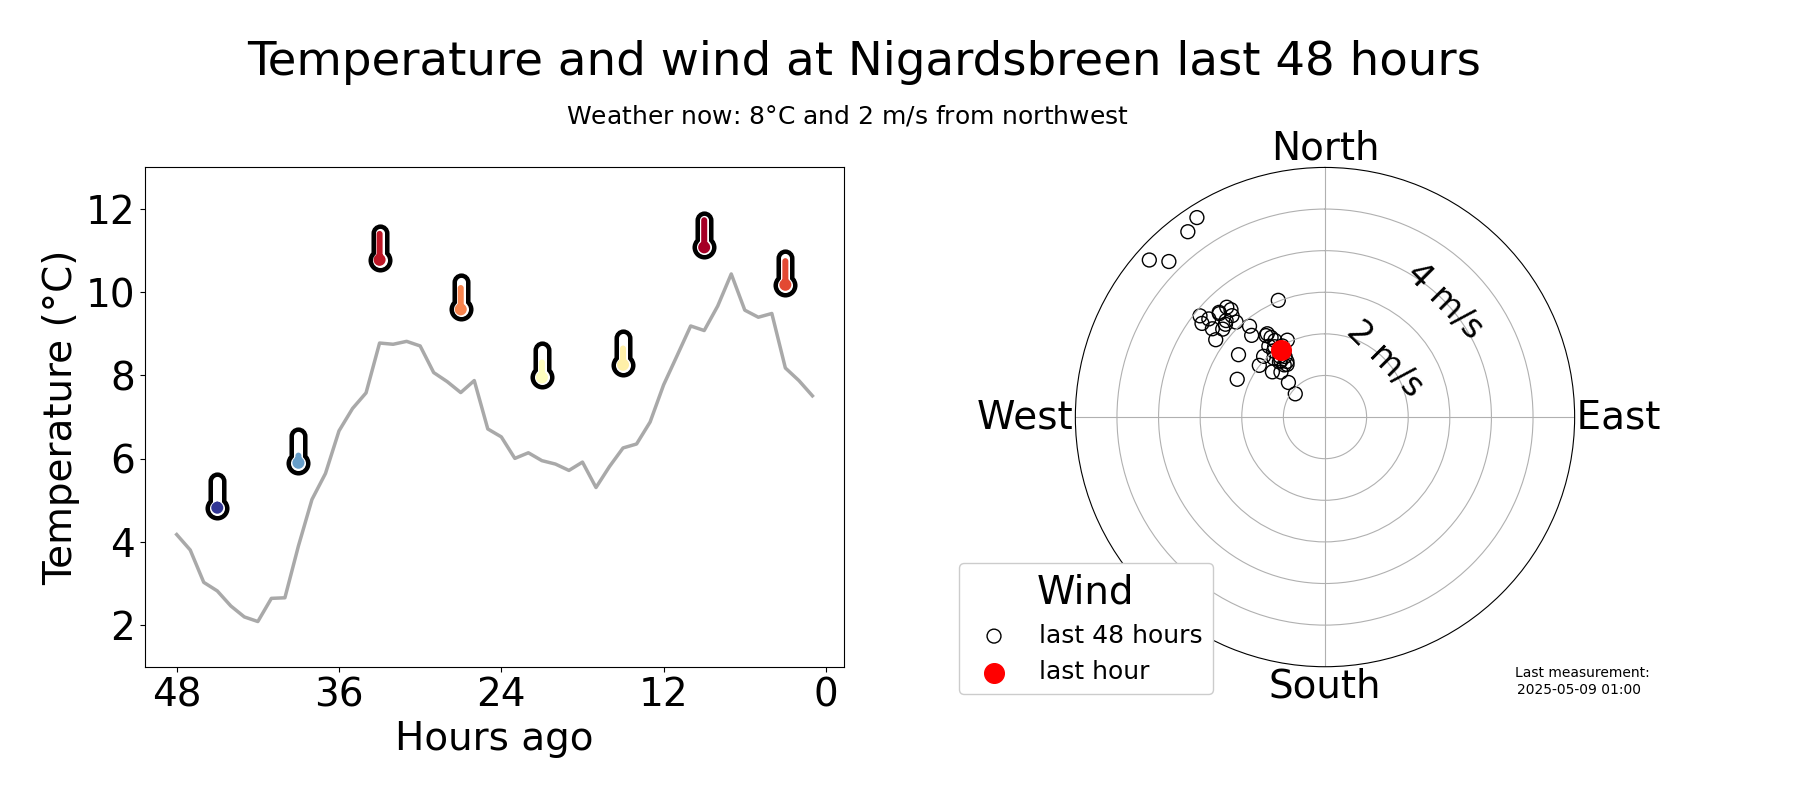 Temperature and wind at Nigardsbreen last 48 hours
Weather now: 8°C and 2 m/s from northwest
Temperature (°C)
12
10
8
6
4
2
48 36 24 12 0
Hours ago
North
West
East
South
4 m/s
2 m/s
Wind
last 48 hours
last hour
Last measurement:
2025-05-09 01:00